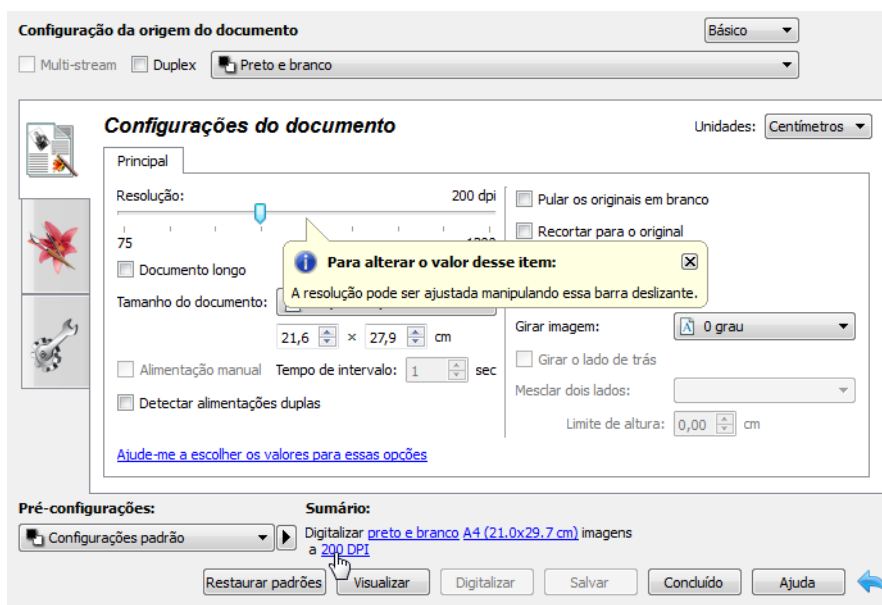 Configuração da origem do documento
Básico
Multi-stream
Duplex
Preto e branco
Configurações do documento
Unidades:
Centímetros
Principal
Resolução:
200 dpi
75
Pular os originais em branco
Recortar para o original
Para alterar o valor desse item:
A resolução pode ser ajustada manipulando essa barra deslizante.
Documento longo
Tamanho do documento:
21,6 × 27,9 cm
Girar imagem:
0 grau
Alimentação manual
Tempo de intervalo:
1
sec
Girar o lado de trás
Mesclar dois lados:
Detectar alimentações duplas
Limite de altura:
0,00
cm
Ajude-me a escolher os valores para essas opções
Pré-configurações:
Sumário:
Configurações padrão
Digitalizar preto e branco A4 (21.0x29.7 cm) imagens
a 200 DPI
Restaurar padrões
Visualizar
Digitalizar
Salvar
Concluído
Ajuda